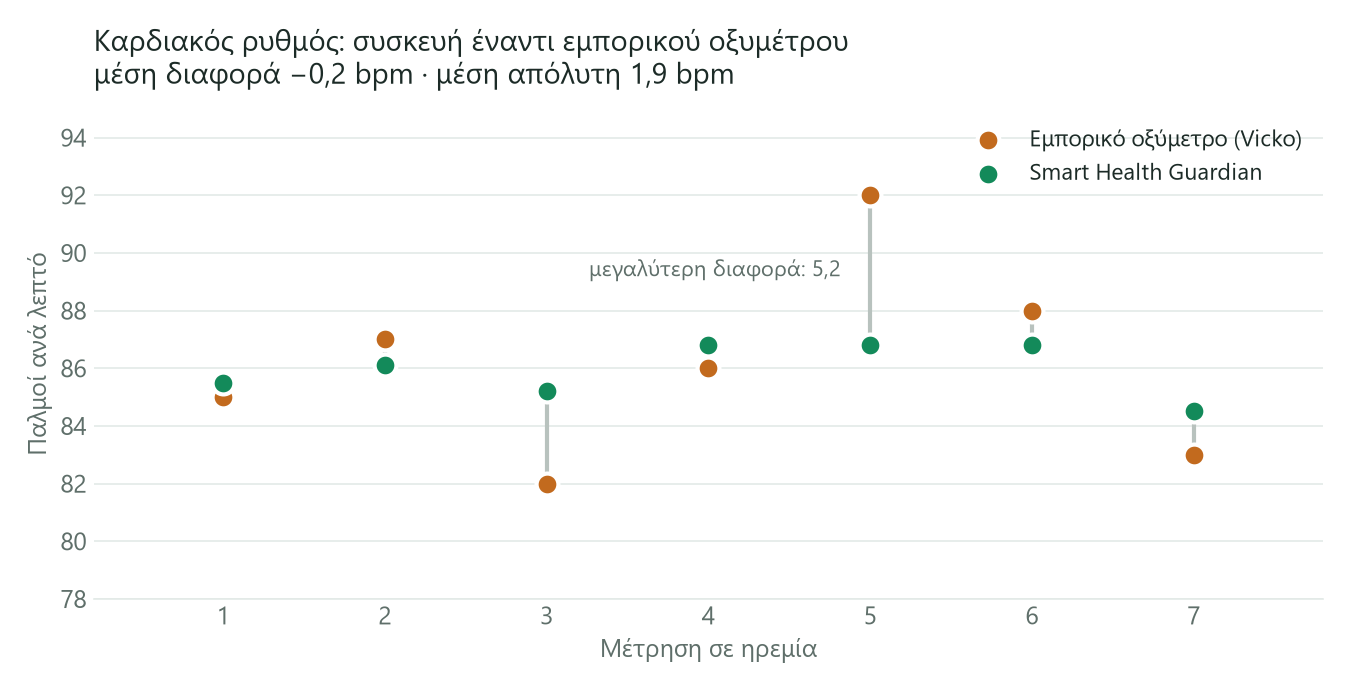 Καρδιακός ρυθμός: συσκευή έναντι εμπορικού οξυμέτρου
μέση διαφορά −0,2 bpm · μέση απόλυτη 1,9 bpm
Εμπορικό οξύμετρο (Vicko)
Smart Health Guardian
μεγαλύτερη διαφορά: 5,2
Παλμοί ανά λεπτό
94
92
90
88
86
84
82
80
78
1 2 3 4 5 6 7
Μέτρηση σε ηρεμία